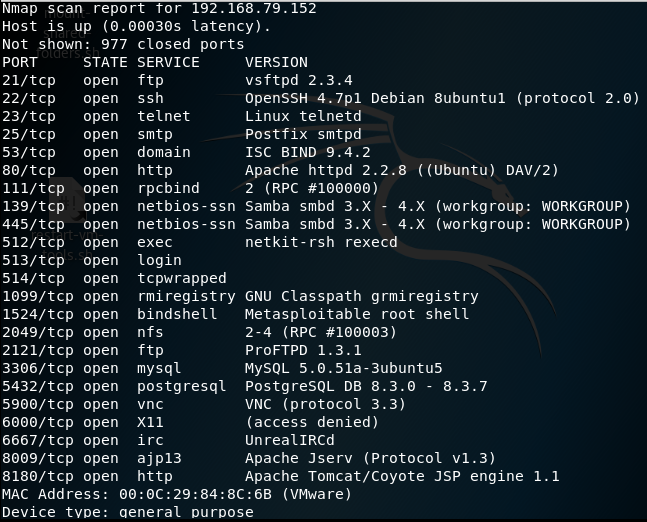 mount-
shared-
folders.sh
restart-vm-
tools.sh
Nmap scan report for 192.168.79.152
Host is up (0.00030s latency).
Not shown: 977 closed ports
PORT     STATE SERVICE     VERSION
21/tcp   open  ftp         vsftpd 2.3.4
22/tcp   open  ssh         OpenSSH 4.7p1 Debian 8ubuntu1 (protocol 2.0)
23/tcp   open  telnet      Linux telnetd
25/tcp   open  smtp        Postfix smtpd
53/tcp   open  domain      ISC BIND 9.4.2
80/tcp   open  http        Apache httpd 2.2.8 ((Ubuntu) DAV/2)
111/tcp  open  rpcbind     2 (RPC #100000)
139/tcp  open  netbios-ssn Samba smbd 3.X - 4.X (workgroup: WORKGROUP)
445/tcp  open  netbios-ssn Samba smbd 3.X - 4.X (workgroup: WORKGROUP)
512/tcp  open  exec        netkit-rsh rexecd
513/tcp  open  login
514/tcp  open  tcpwrapped
1099/tcp open  rmiregistry GNU Classpath grmiregistry
1524/tcp open  bindshell   Metasploitable root shell
2049/tcp open  nfs         2-4 (RPC #100003)
2121/tcp open  ftp         ProFTPD 1.3.1
3306/tcp open  mysql       MySQL 5.0.51a-3ubuntu5
5432/tcp open  postgresql  PostgreSQL DB 8.3.0 - 8.3.7
5900/tcp open  vnc         VNC (protocol 3.3)
6000/tcp open  X11         (access denied)
6667/tcp open  irc         UnrealIRCd
8009/tcp open  ajp13       Apache Jserv (Protocol v1.3)
8180/tcp open  http        Apache Tomcat/Coyote JSP engine 1.1
MAC Address: 00:0C:29:84:8C:6B (VMware)
Device type: general purpose